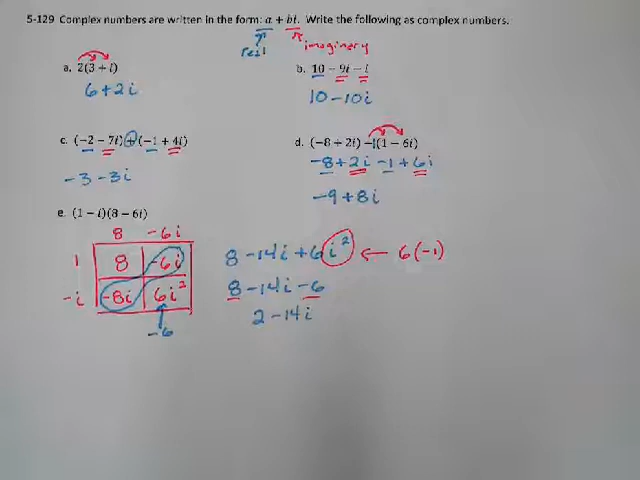 5-129 Complex numbers are written in the form: a + bi. Write the following as complex numbers.
real
imaginery
a. 2(3 + i)
6 + 2i
b. 10 - 9i - i
10 - 10i
c. (-2 - 7i) + (-1 + 4i)
-3 - 3i
d. (-8 + 2i) - 1(1 - 6i)
-8 + 2i - 1 + 6i
-9 + 8i
e. (1 - i)(8 - 6i)
8 -6i
1 8 -6i
-i -8i 6i²
-6
8 - 14i + 6i² ← 6(-1)
8 - 14i - 6
2 - 14i